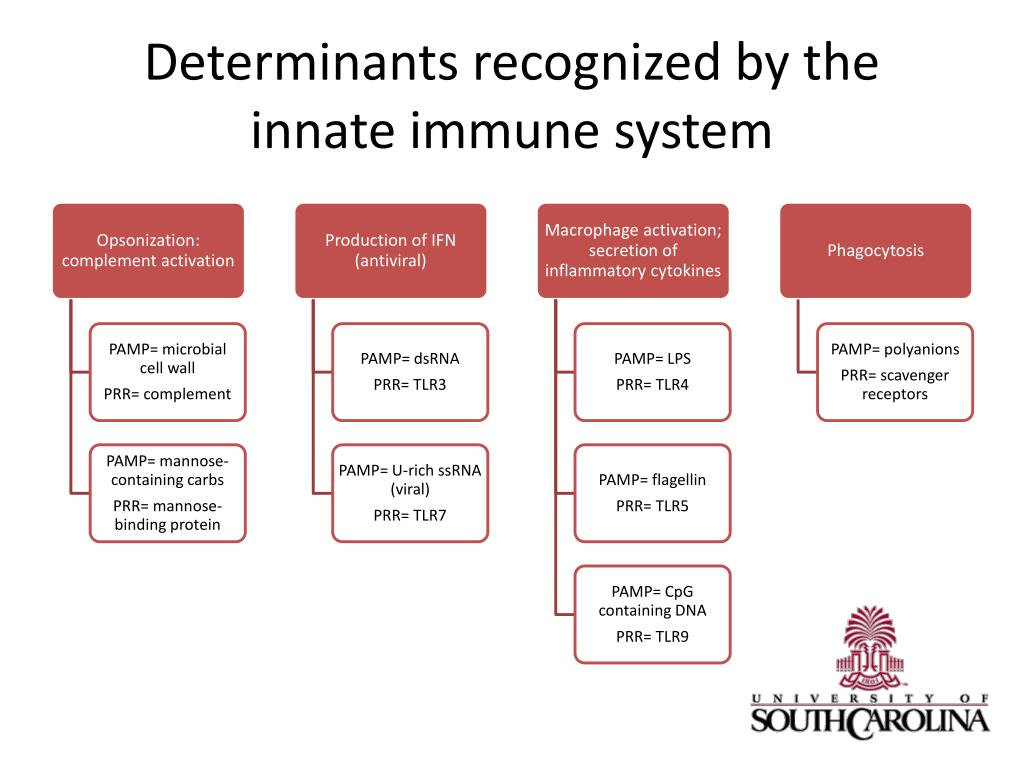 Determinants recognized by the
innate immune system
Opsonization:
complement activation
PAMP= microbial
cell wall
PRR= complement
PAMP= mannose-
containing carbs
PRR= mannose-
binding protein
Production of IFN
(antiviral)
PAMP= dsRNA
PRR= TLR3
PAMP= U-rich ssRNA
(viral)
PRR= TLR7
Macrophage activation;
secretion of
inflammatory cytokines
PAMP= LPS
PRR= TLR4
PAMP= flagellin
PRR= TLR5
PAMP= CpG
containing DNA
PRR= TLR9
Phagocytosis
PAMP= polyanions
PRR= scavenger
receptors
UNIVERSITY OF
SOUTH CAROLINA